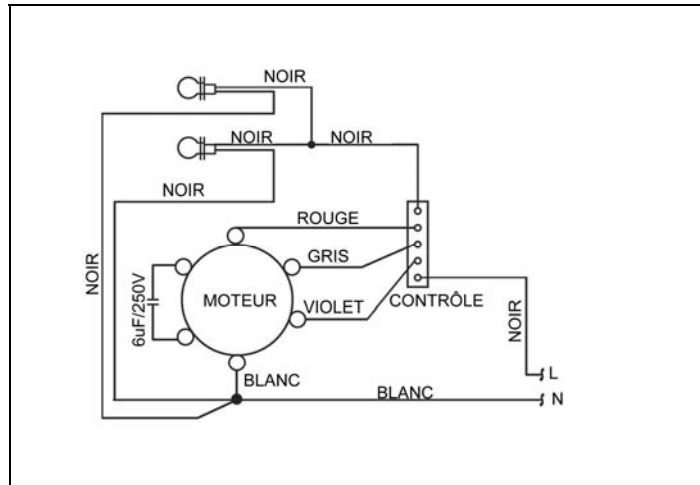 NOIR
NOIR
NOIR
NOIR
ROUGE
GRIS
NOIR
MOTEUR
VIOLET
CONTRÔLE
6uF/250V
NOIR
BLANC
L
BLANC
N